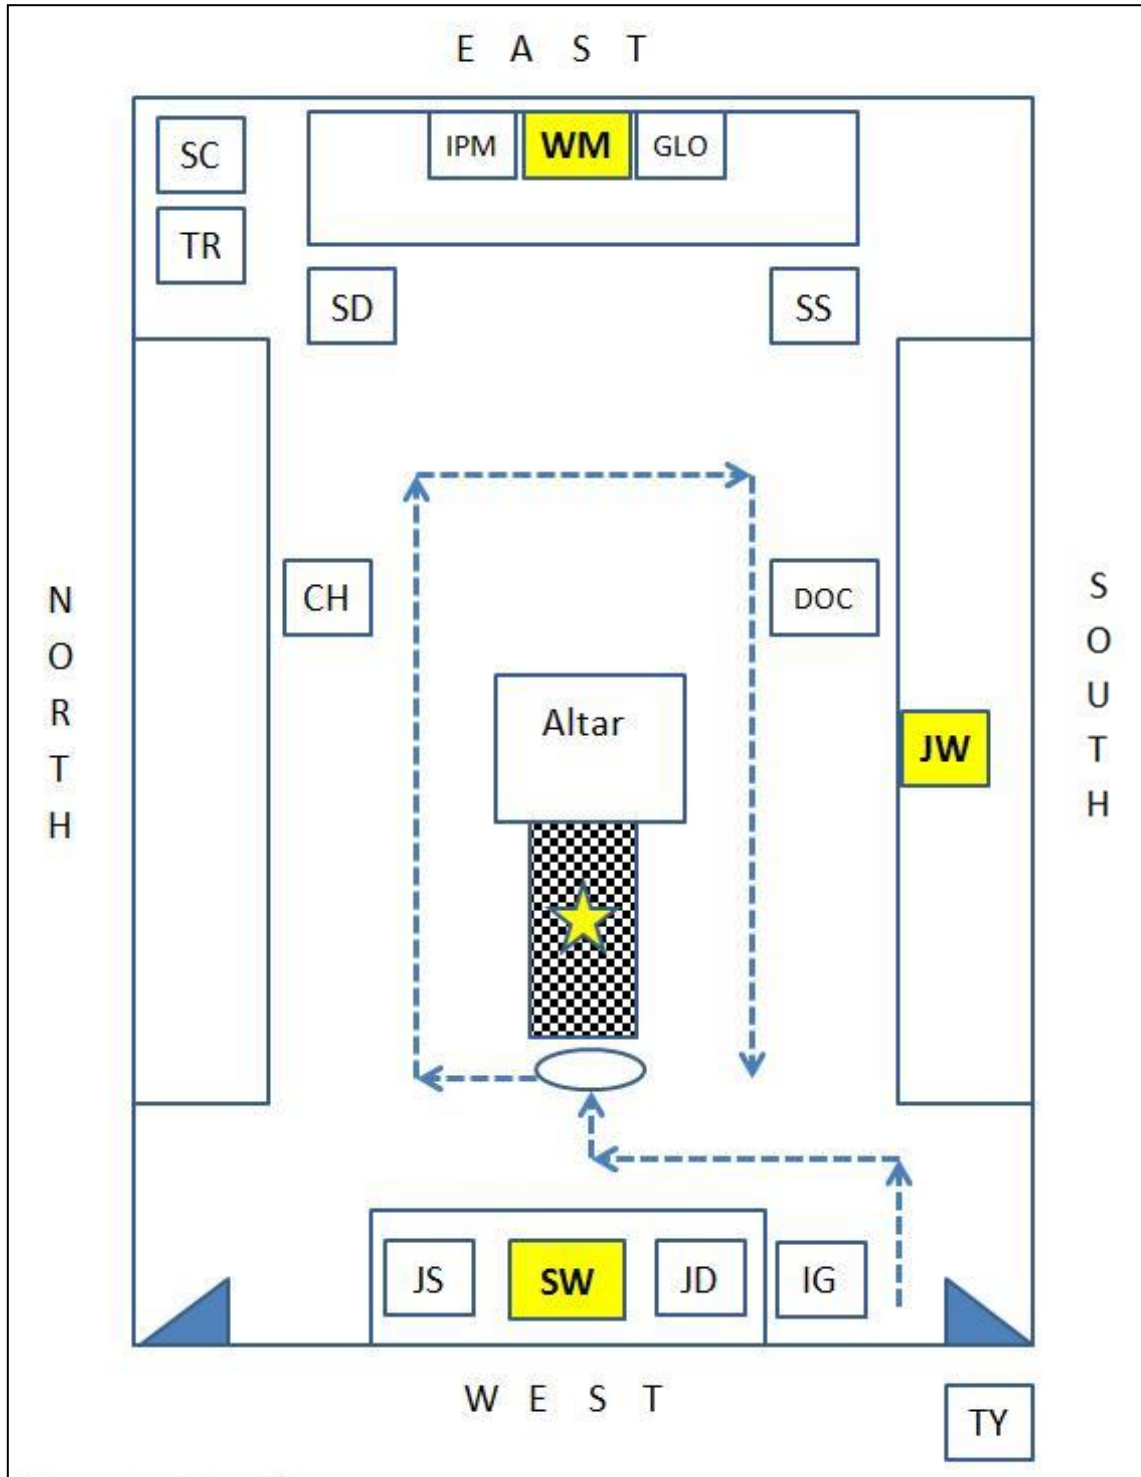 E A S T
SC
IPM WM GLO
TR
SD SS
CH DOC
N O R T H
S O U T H
Altar
JW
JS SW JD IG
W E S T
TY